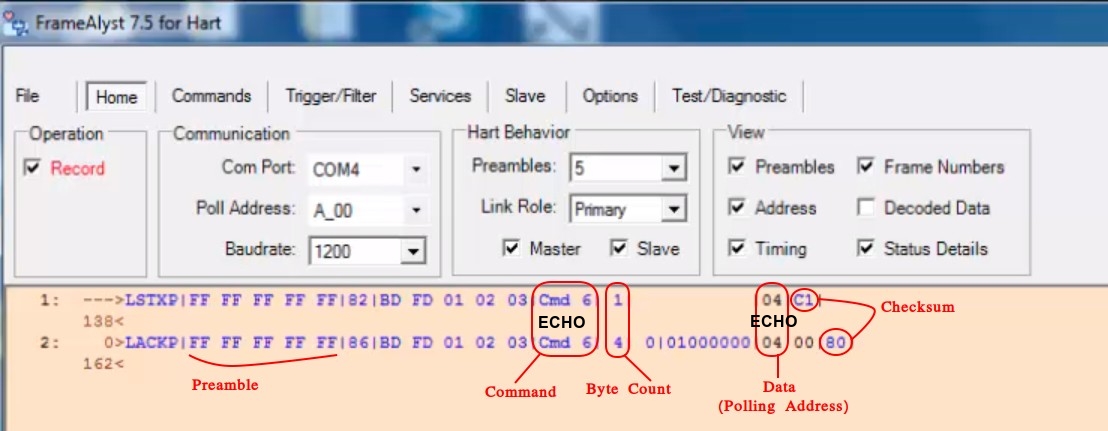 FrameAlyst 7.5 for Hart
File Home Commands Trigger/Filter Services Slave Options Test/Diagnostic
Operation Communication Hart Behavior View
Record Com Port: COM4 Preambles: 5 Preambles Frame Numbers
Poll Address: A_00 Link Role: Primary Address Decoded Data
Baudrate: 1200 Master Slave Timing Status Details
1: --->LSTXP|FF FF FF FF FF|82|BD FD 01 02 03 Cmd 6 1 04 C1
Checksum
138< ECHO ECHO
2: 0>LACKP|FF FF FF FF FF|86|BD FD 01 02 03 Cmd 6 4 0|01000000 04 00 80
162<
Preamble Command Byte Count Data
(Polling Address)